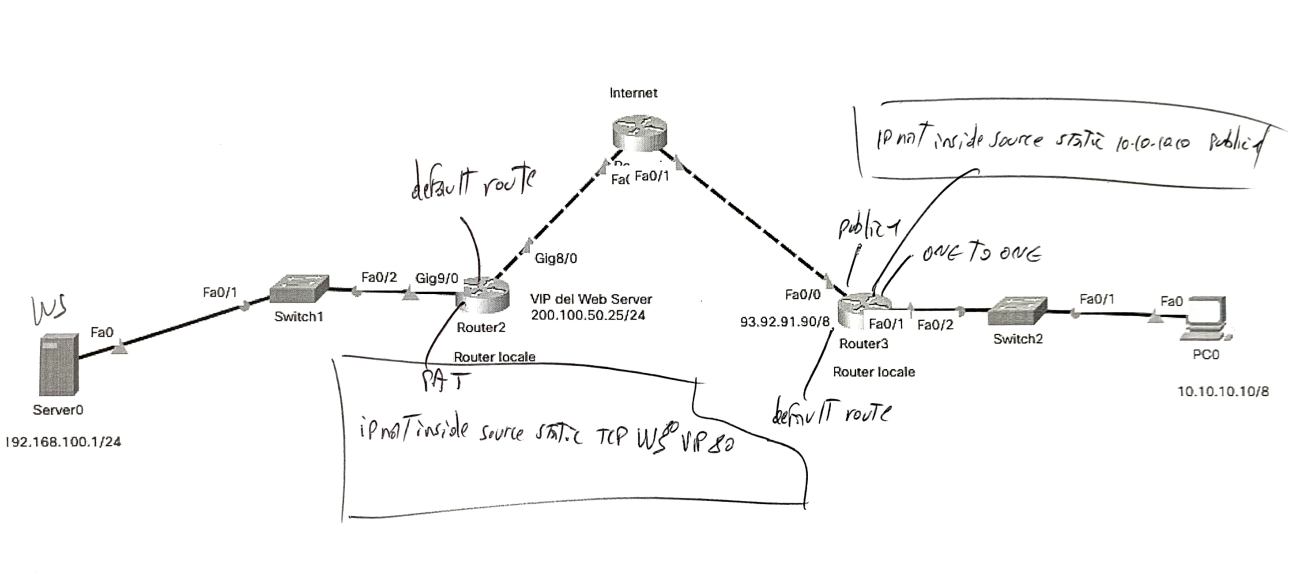 Internet
ip nat inside source static 10.10.10.10 public1
default route
Fa0/1
public1
ONE TO ONE
Gig8/0
Fa0/2
Gig9/0
Fa0/1
WS
Switch1
Fa0
VIP del Web Server
200.100.50.25/24
Router2
Router locale
PAT
Server0
192.168.100.1/24
Fa0/0
93.92.91.90/8
Fa0/1
Fa0/2
Router3
Router locale
Switch2
Fa0/1
Fa0
PC0
10.10.10.10/8
default route
ip nat inside source static TCP WS 80 VIP 80